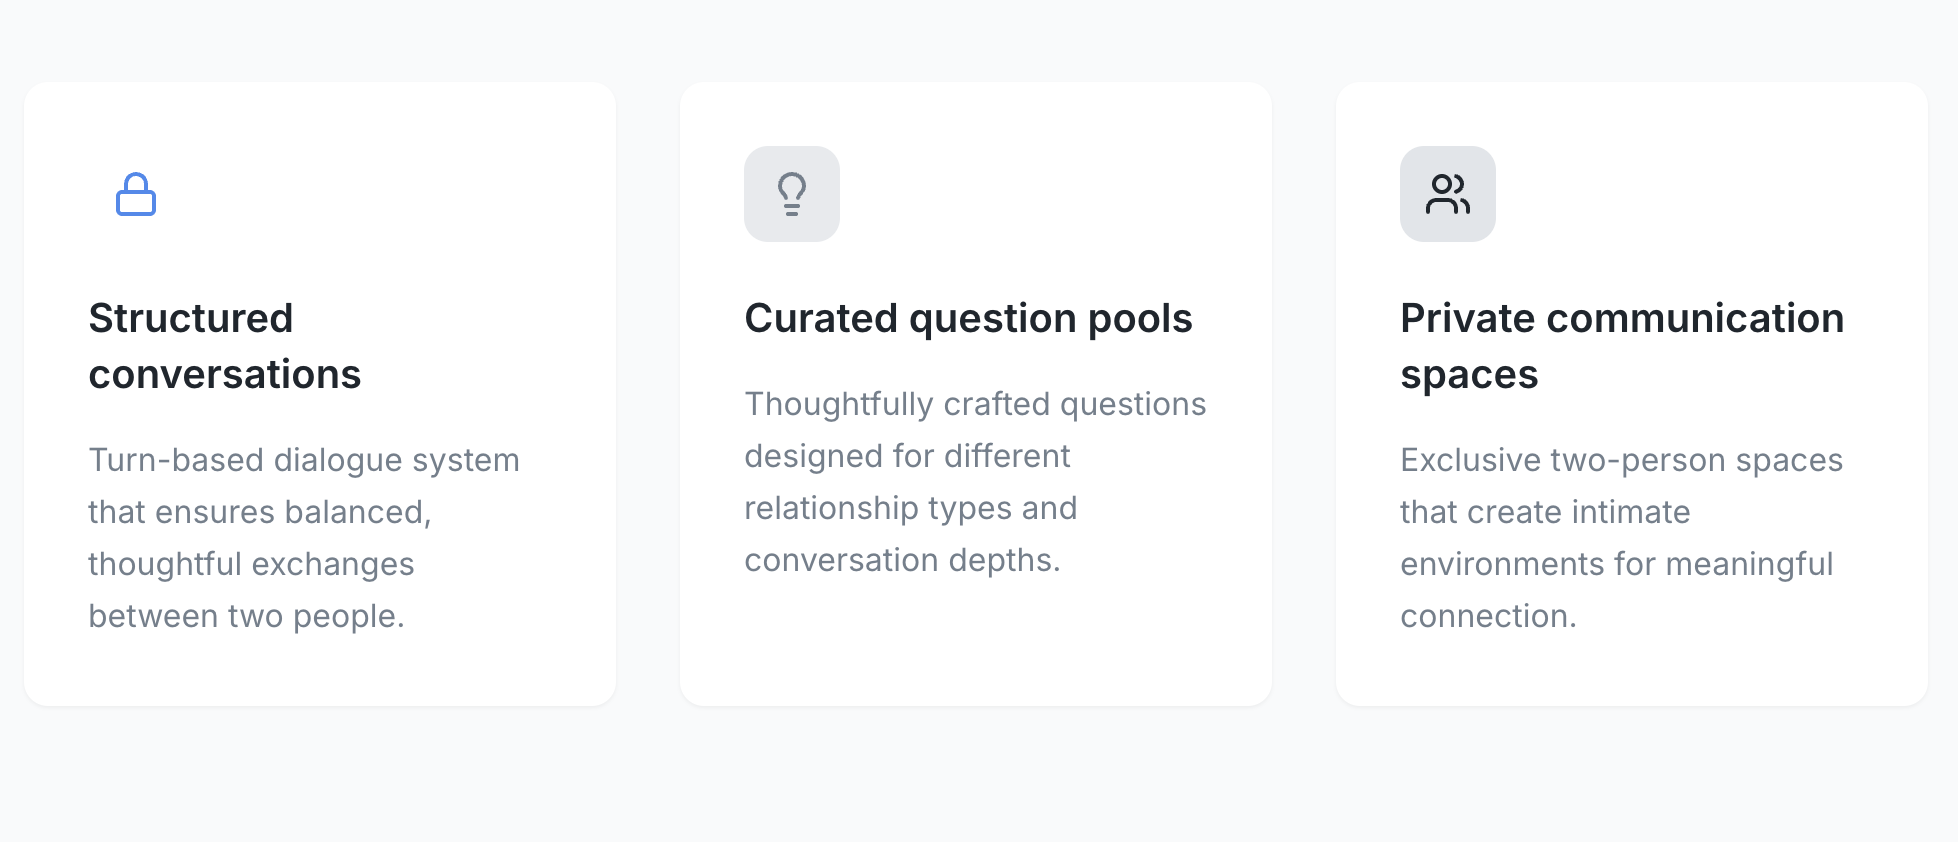 Structured
conversations
Turn-based dialogue system
that ensures balanced,
thoughtful exchanges
between two people.
Curated question pools
Thoughtfully crafted questions
designed for different
relationship types and
conversation depths.
Private communication
spaces
Exclusive two-person spaces
that create intimate
environments for meaningful
connection.